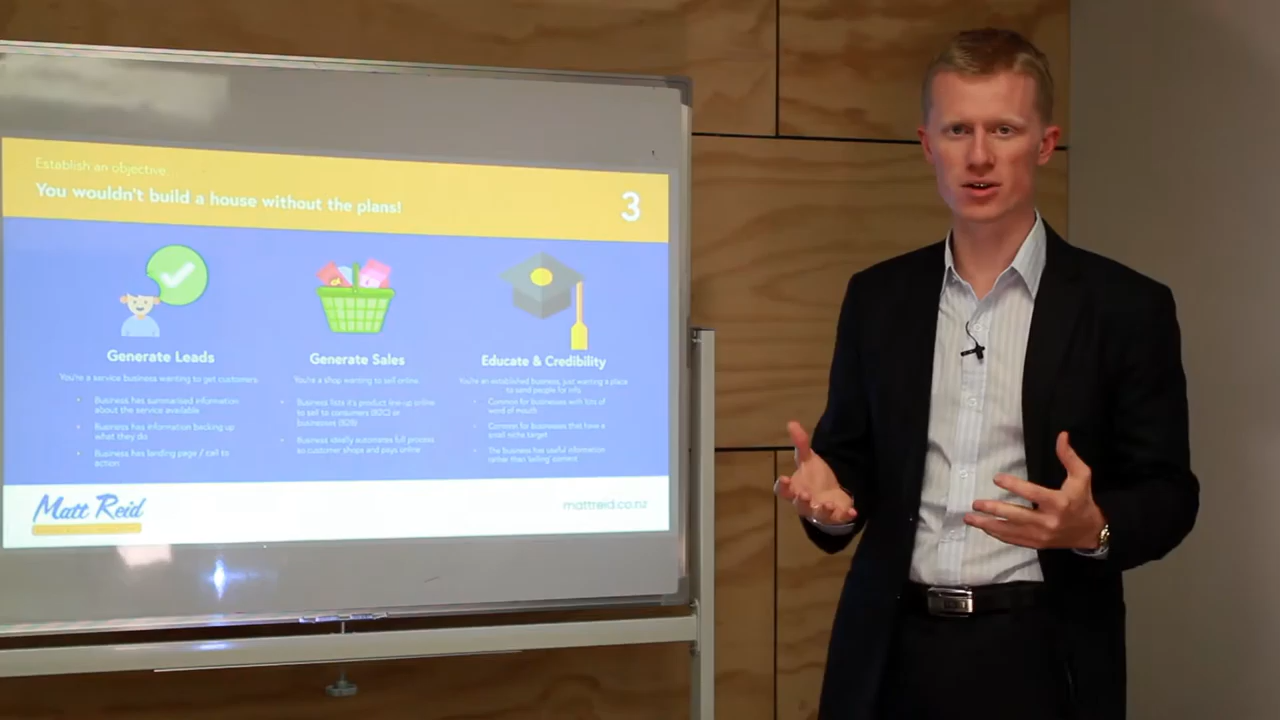 Establish an objective.
You wouldn't build a house without the plans!
3
Generate Leads
You're a service business wanting to get customers.
Business has summarised information
about the service available
Business has information backing up
what they do
Business has landing page / call to
action
Generate Sales
You're a shop wanting to sell online.
Business lists it's product line-up online
to sell to consumers (B2C) or
businesses (B2B)
Business ideally automates full process
so customer shops and pays online
Educate & Credibility
You're an established business, just wanting a place
to send people for info.
Common for businesses with lots of
word of mouth
Common for businesses that have a
small niche target
The business has useful information
rather than 'selling' content
Matt Reid
mattreid.co.nz